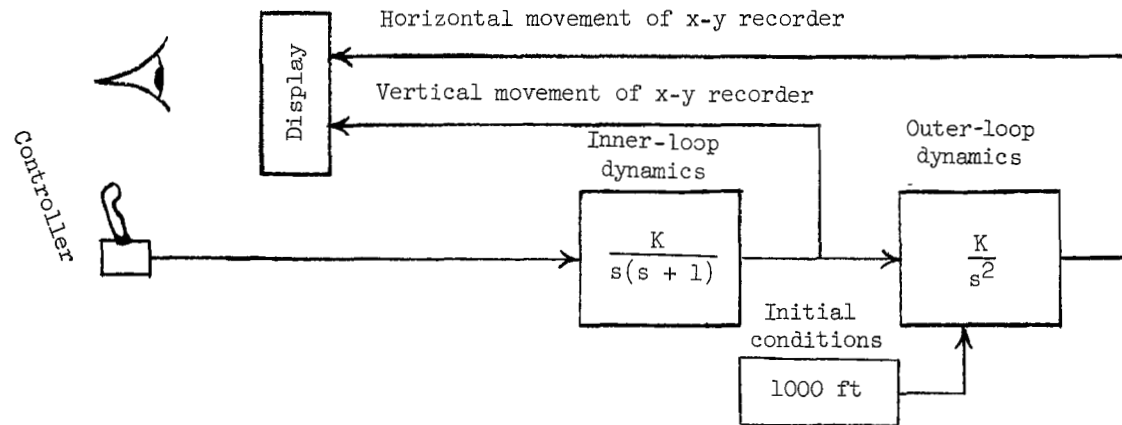 Horizontal movement of x-y recorder
Display
Vertical movement of x-y recorder
Controller
Inner-loop
dynamics
K
s(s + 1)
Outer-loop
dynamics
K
s²
Initial
conditions
1000 ft